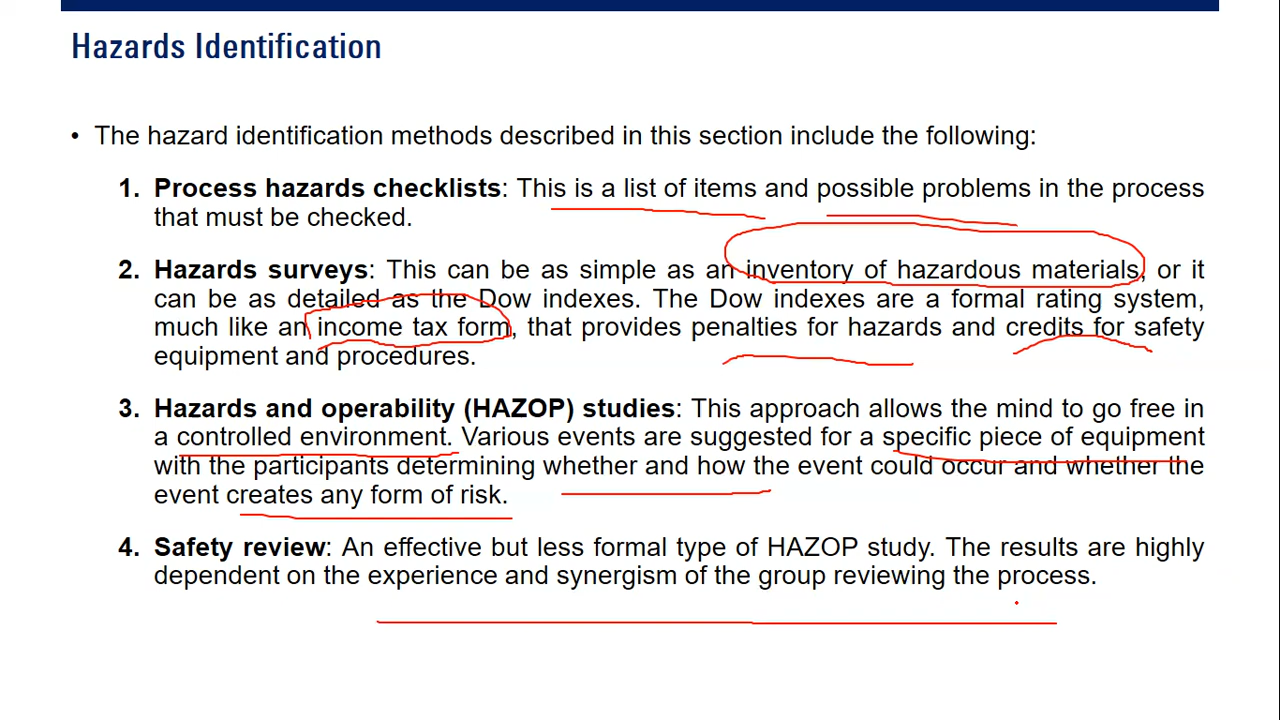 Hazards Identification
• The hazard identification methods described in this section include the following:
1. Process hazards checklists: This is a list of items and possible problems in the process
that must be checked.
2. Hazards surveys: This can be as simple as an inventory of hazardous materials, or it
can be as detailed as the Dow indexes. The Dow indexes are a formal rating system,
much like an income tax form, that provides penalties for hazards and credits for safety
equipment and procedures.
3. Hazards and operability (HAZOP) studies: This approach allows the mind to go free in
a controlled environment. Various events are suggested for a specific piece of equipment
with the participants determining whether and how the event could occur and whether the
event creates any form of risk.
4. Safety review: An effective but less formal type of HAZOP study. The results are highly
dependent on the experience and synergism of the group reviewing the process.